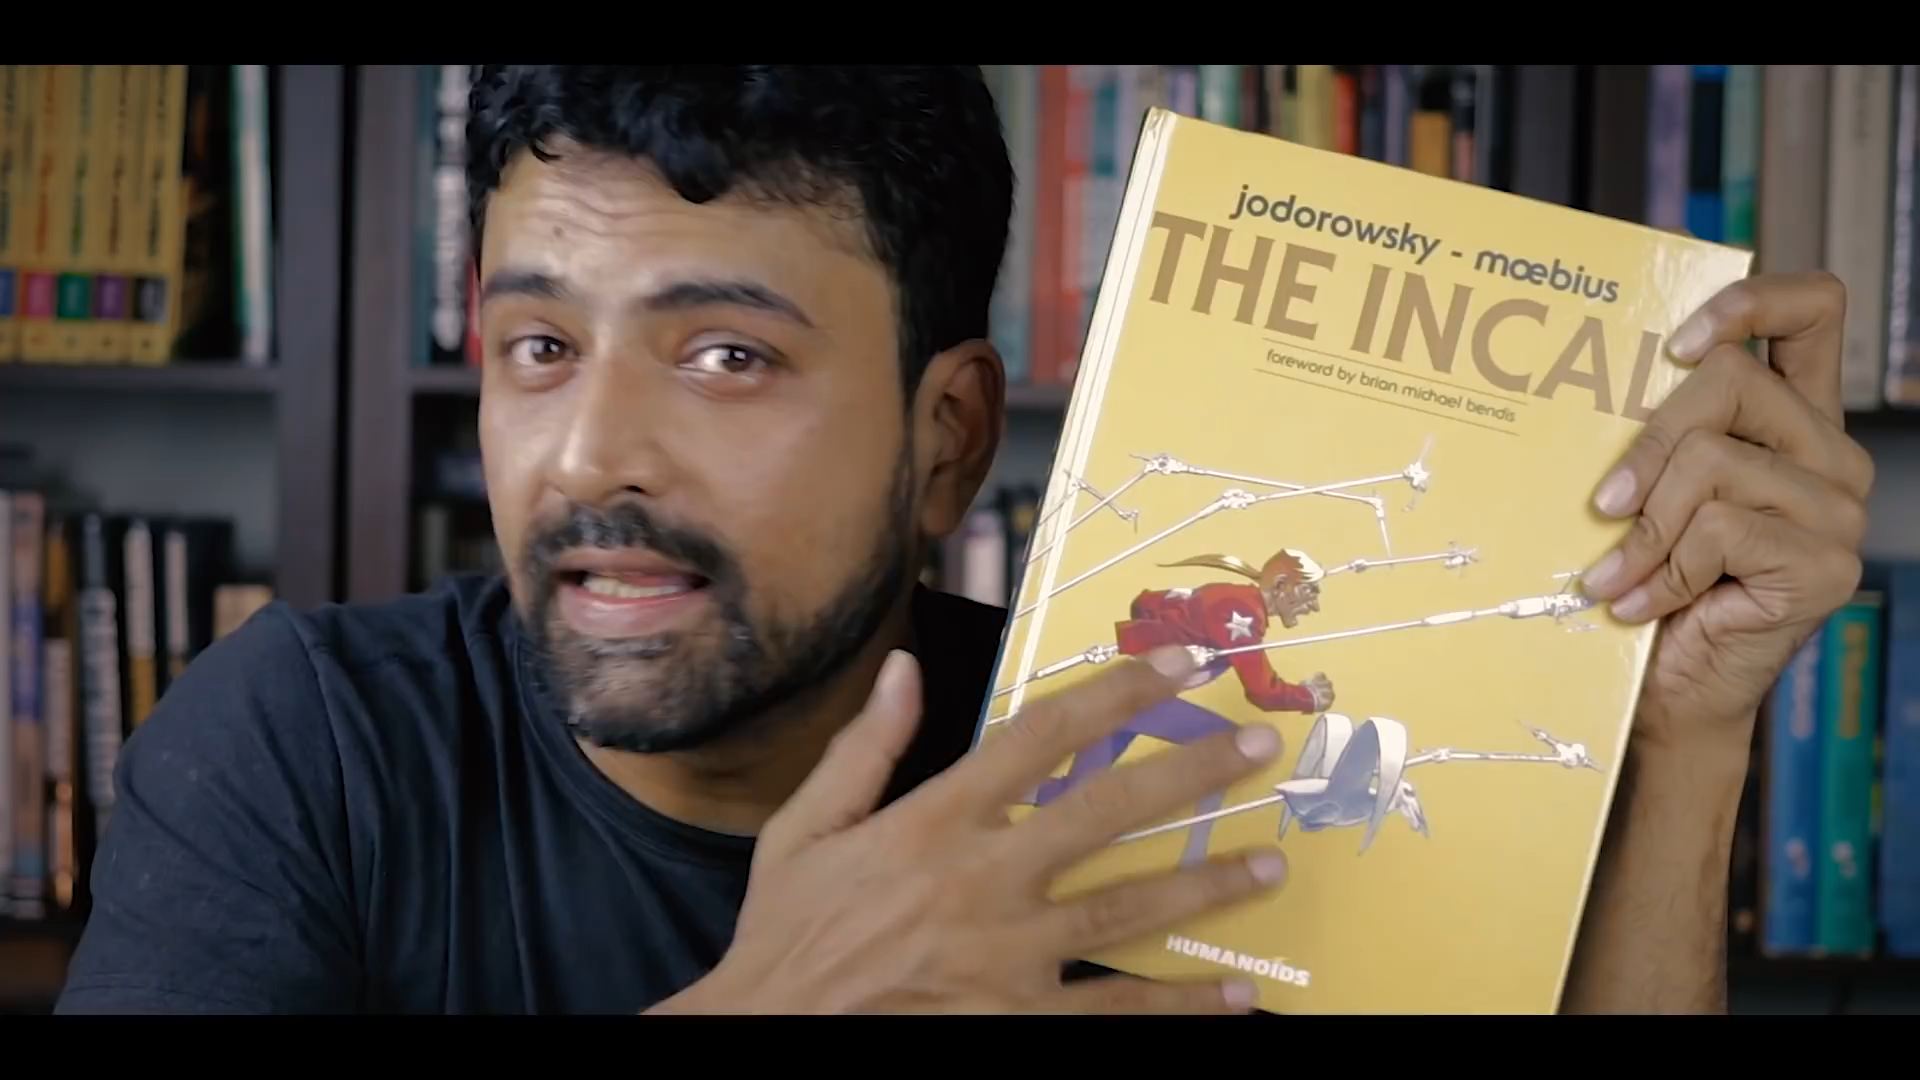 jodorowsky - mœbius
THE INCAL
foreword by brian michael bendis
HUMANOIDS